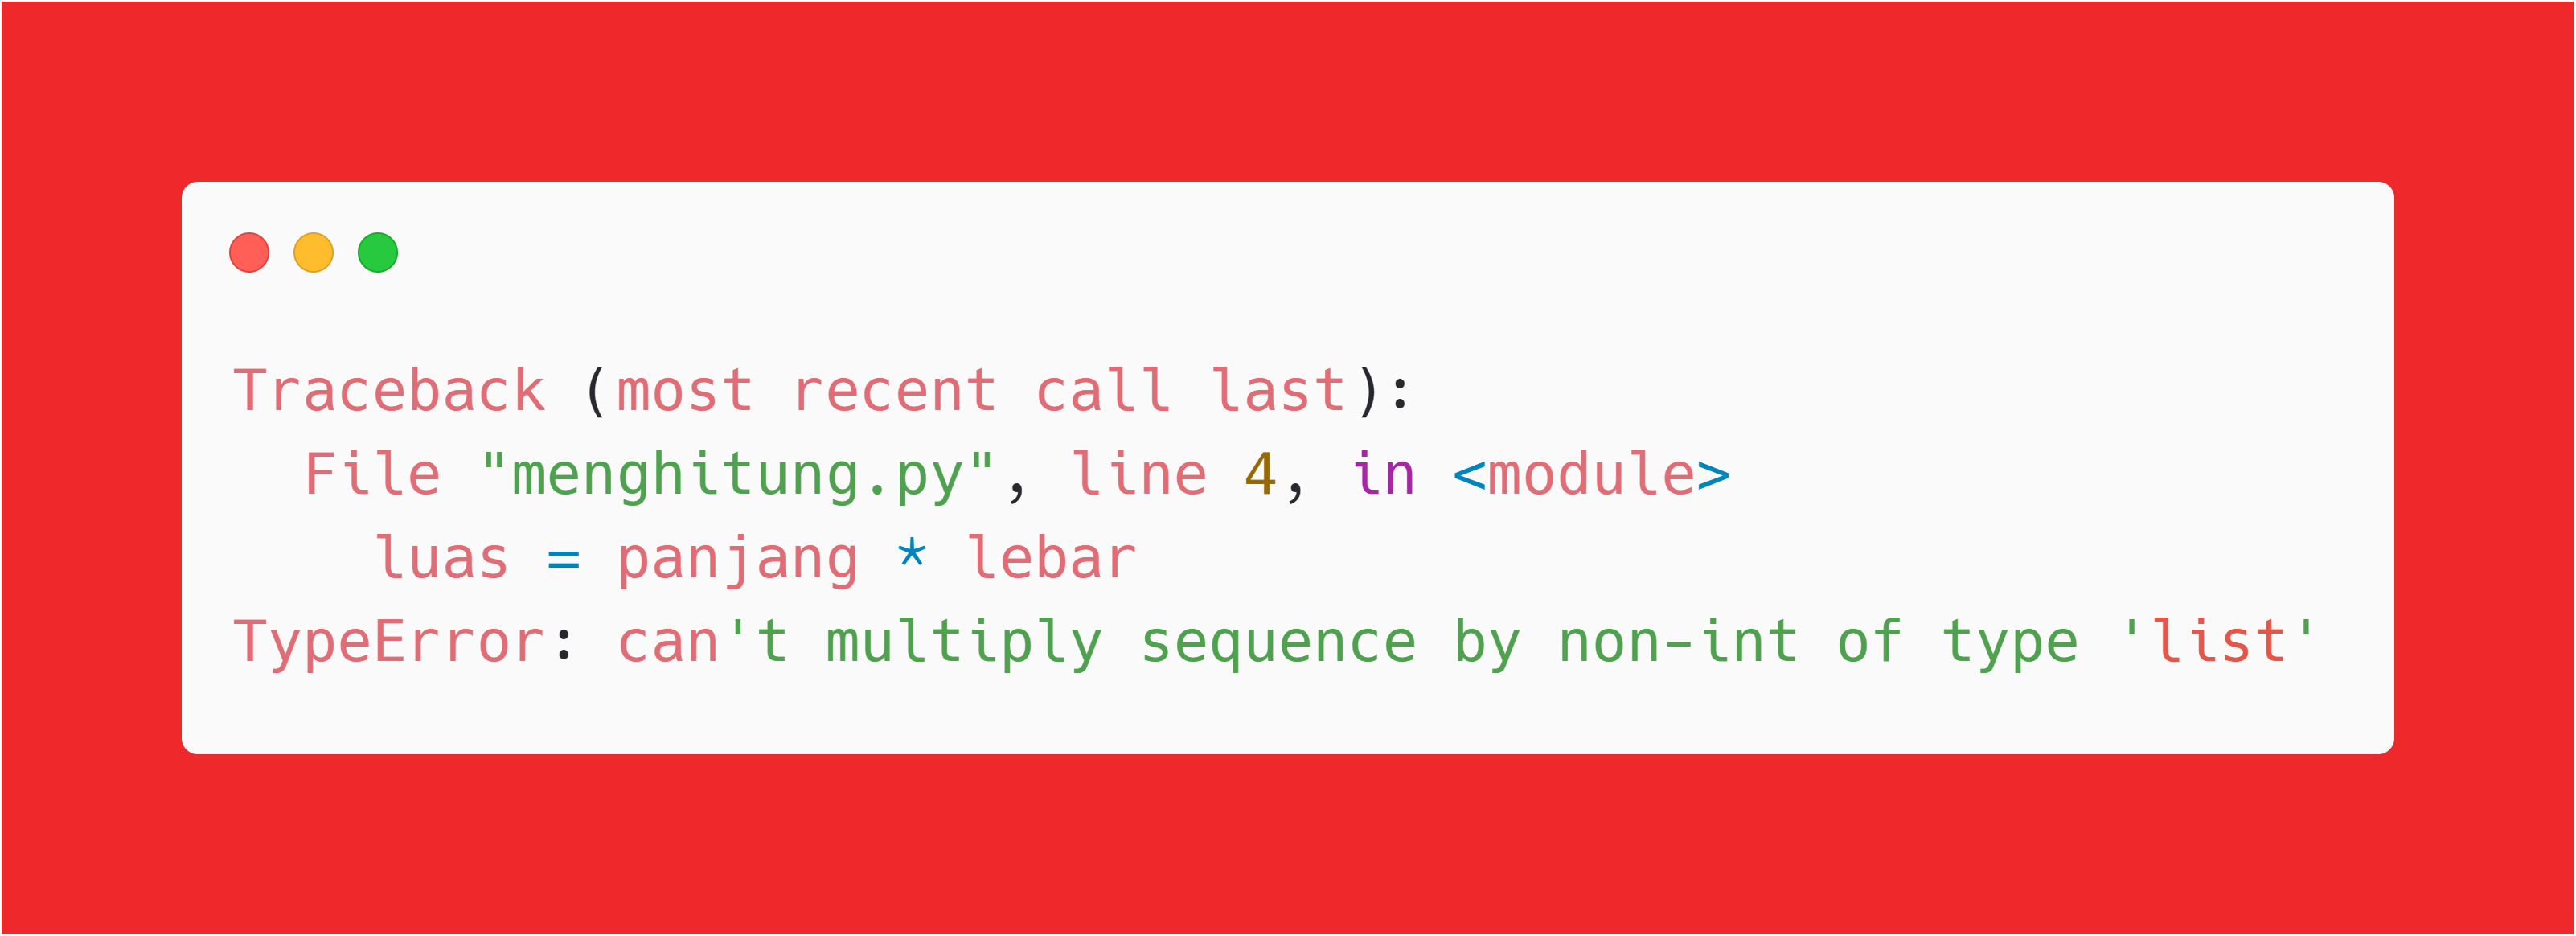 Traceback (most recent call last):
  File "menghitung.py", line 4, in <module>
    luas = panjang * lebar
TypeError: can't multiply sequence by non-int of type 'list'